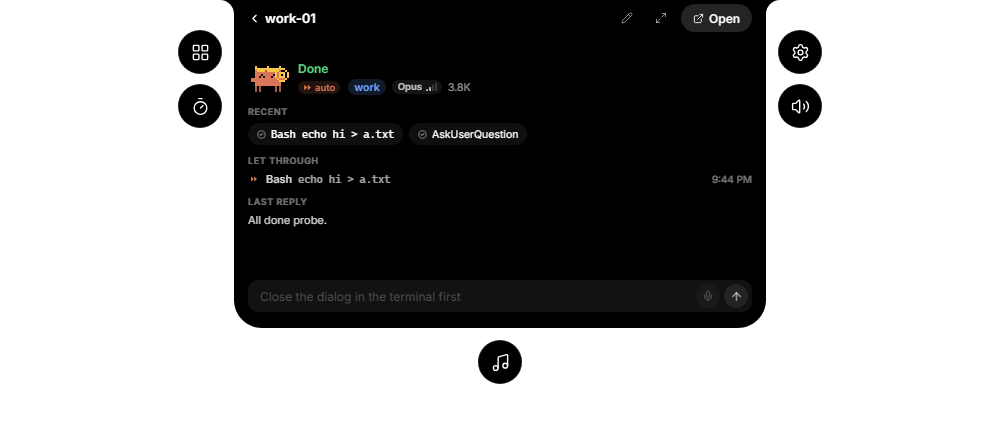 work-01
Open
Done
auto work Opus 3.8K
RECENT
Bash echo hi > a.txt AskUserQuestion
LET THROUGH
Bash echo hi > a.txt 9:44 PM
LAST REPLY
All done probe.
Close the dialog in the terminal first